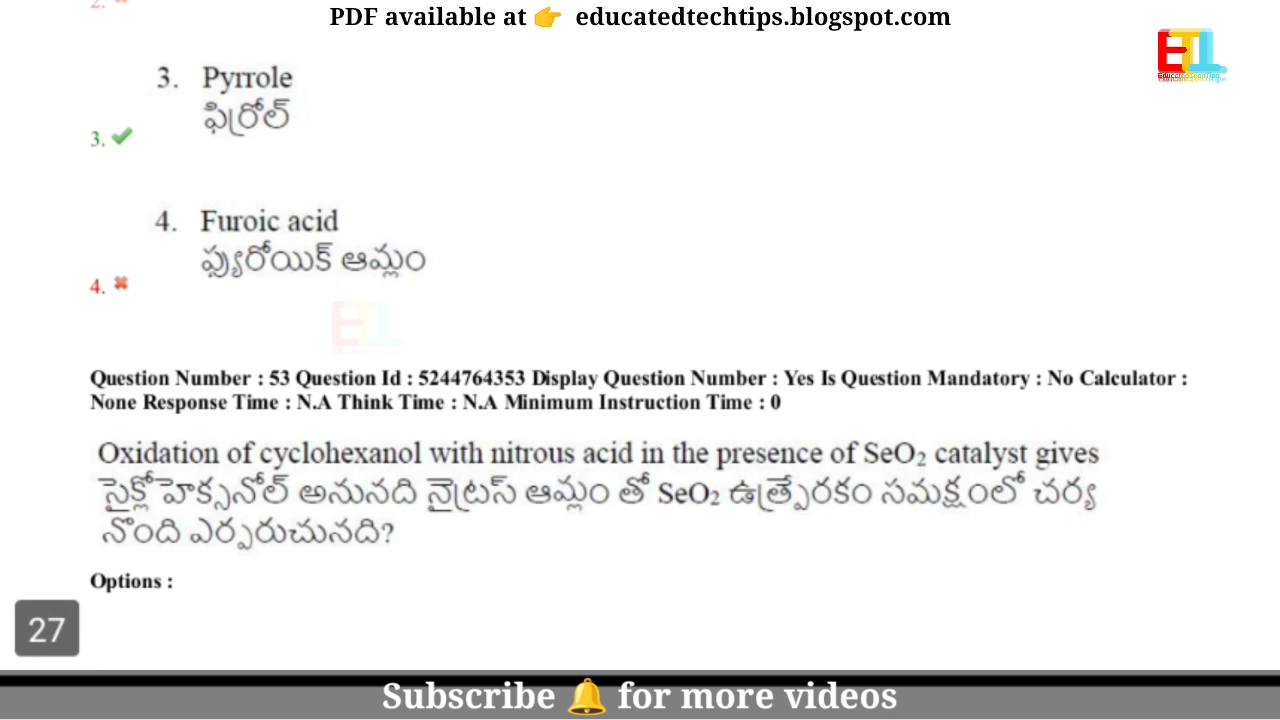 2.
PDF available at 👉 educatedtechtips.blogspot.com
ETL
3. Pyrrole
ఫిర్రోల్
3. ✔
4. Furoic acid
ఫ్యురోయిక్ ఆమ్లం
4. ✖
Question Number : 53 Question Id : 5244764353 Display Question Number : Yes Is Question Mandatory : No Calculator :
None Response Time : N.A Think Time : N.A Minimum Instruction Time : 0
Oxidation of cyclohexanol with nitrous acid in the presence of SeO₂ catalyst gives
సైక్లోహెక్సనోల్ అనునది నైట్రస్ ఆమ్లం తో SeO₂ ఉత్ప్రేరకం సమక్షంలో చర్య
నొంది ఎర్పరుచునది?
Options :
27
Subscribe 🔔 for more videos